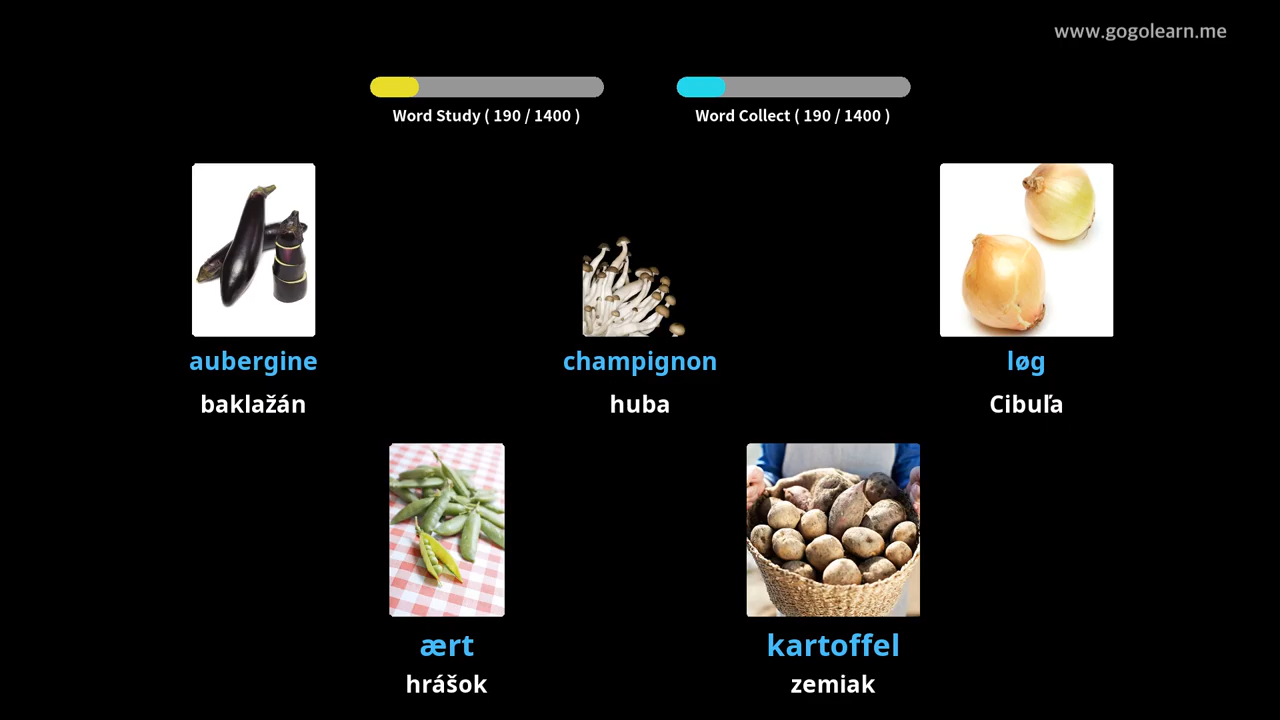 www.gogolearn.me
Word Study ( 190 / 1400 )
Word Collect ( 190 / 1400 )
aubergine
baklažán
champignon
huba
løg
Cibuľa
ært
hrášok
kartoffel
zemiak